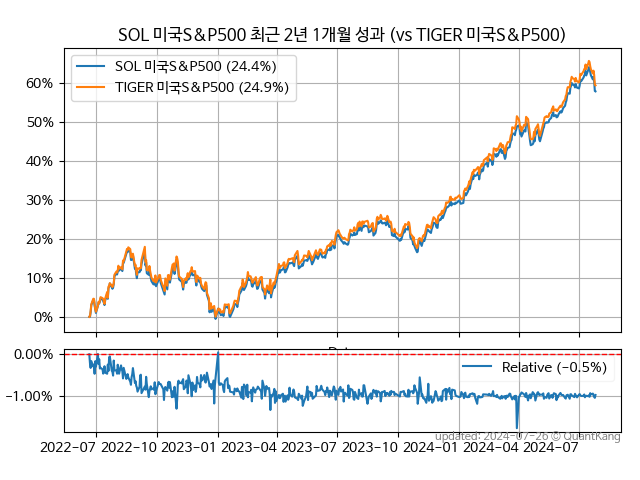 SOL 미국S&P500 최근 2년 1개월 성과 (vs TIGER 미국S&P500)
SOL 미국S&P500 (24.4%)
TIGER 미국S&P500 (24.9%)
60%
50%
40%
30%
20%
10%
0%
0.00%
Relative (−0.5%)
−1.00%
updated: 2024-07-26 © QuantKang
2022-07 2022-10 2023-01 2023-04 2023-07 2023-10 2024-01 2024-04 2024-07